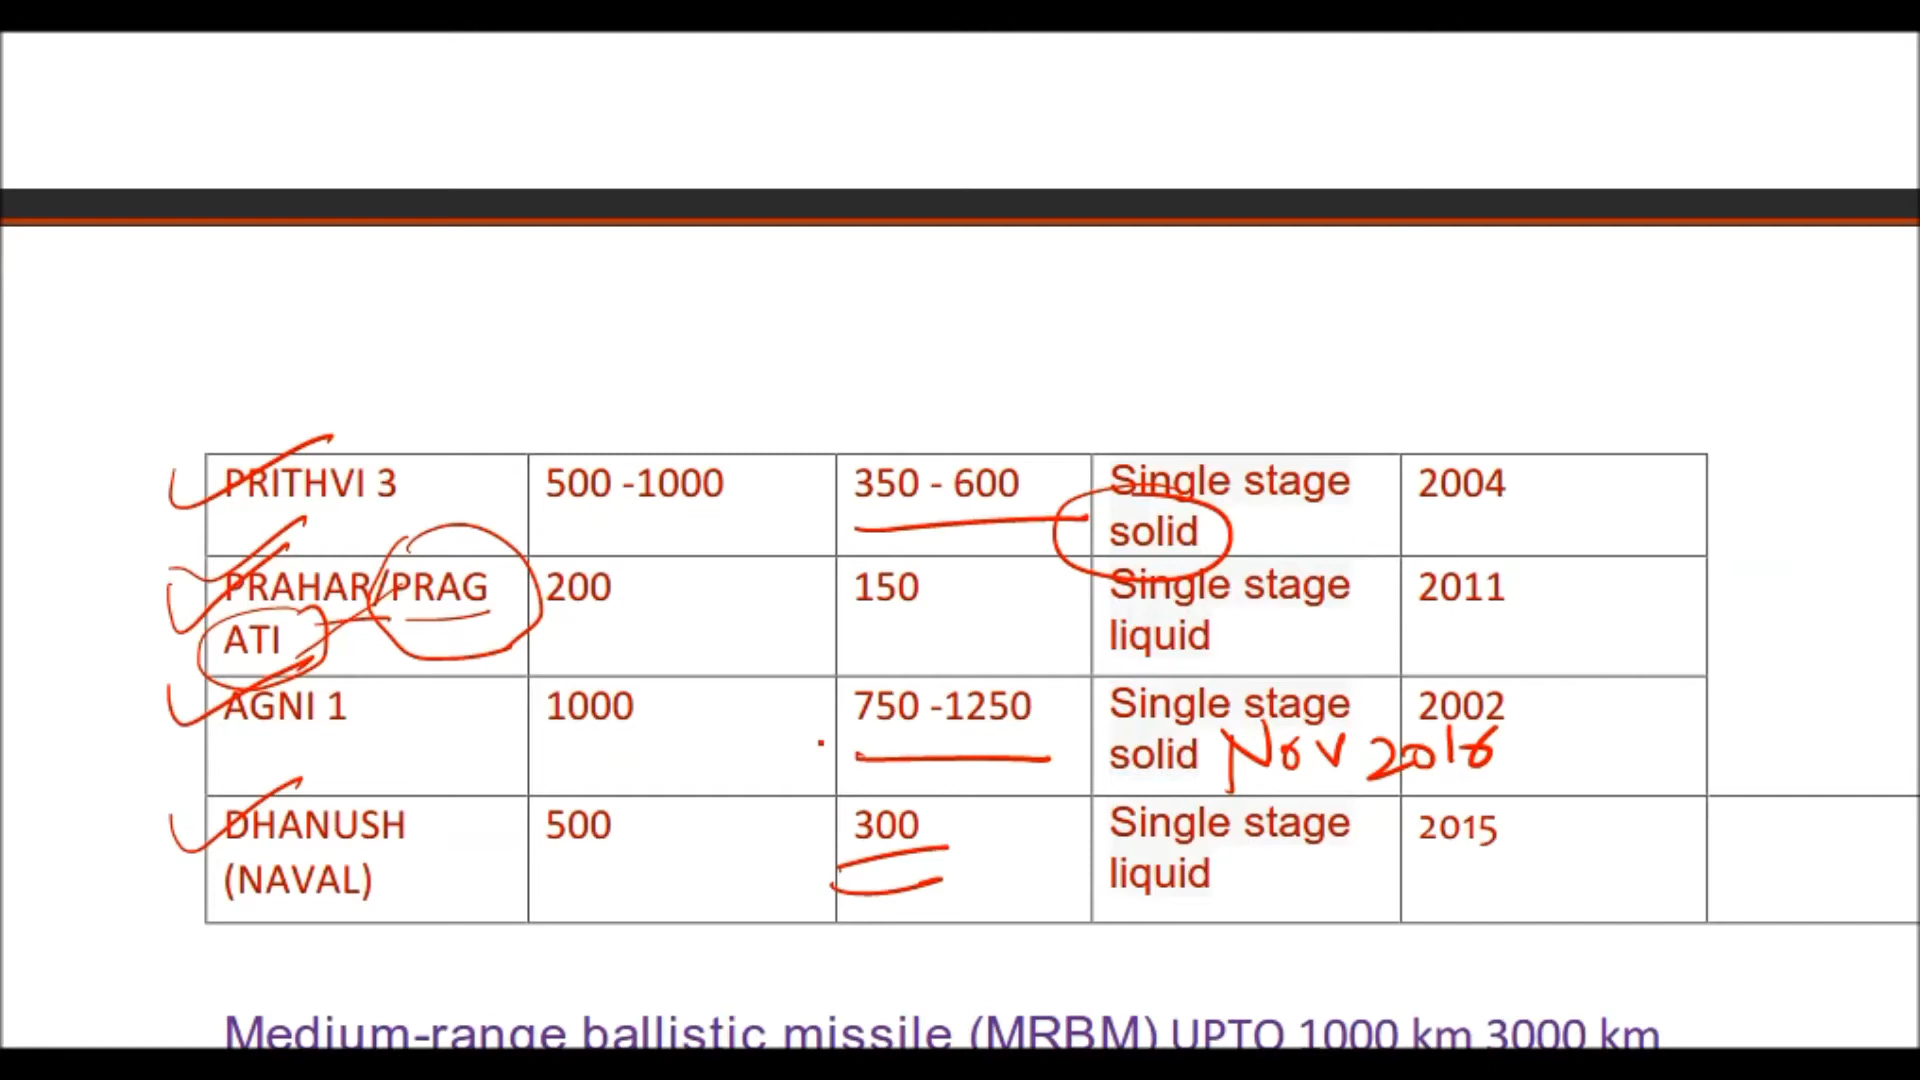 PRITHVI 3 500 -1000 350 - 600 Single stage 2004
solid
PRAHAR/PRAG 200 150 Single stage 2011
ATI liquid
AGNI 1 1000 750 -1250 Single stage 2002
solid Nov 2016
DHANUSH 500 300 Single stage 2015
(NAVAL) liquid
Medium-range ballistic missile (MRBM) UPTO 1000 km 3000 km